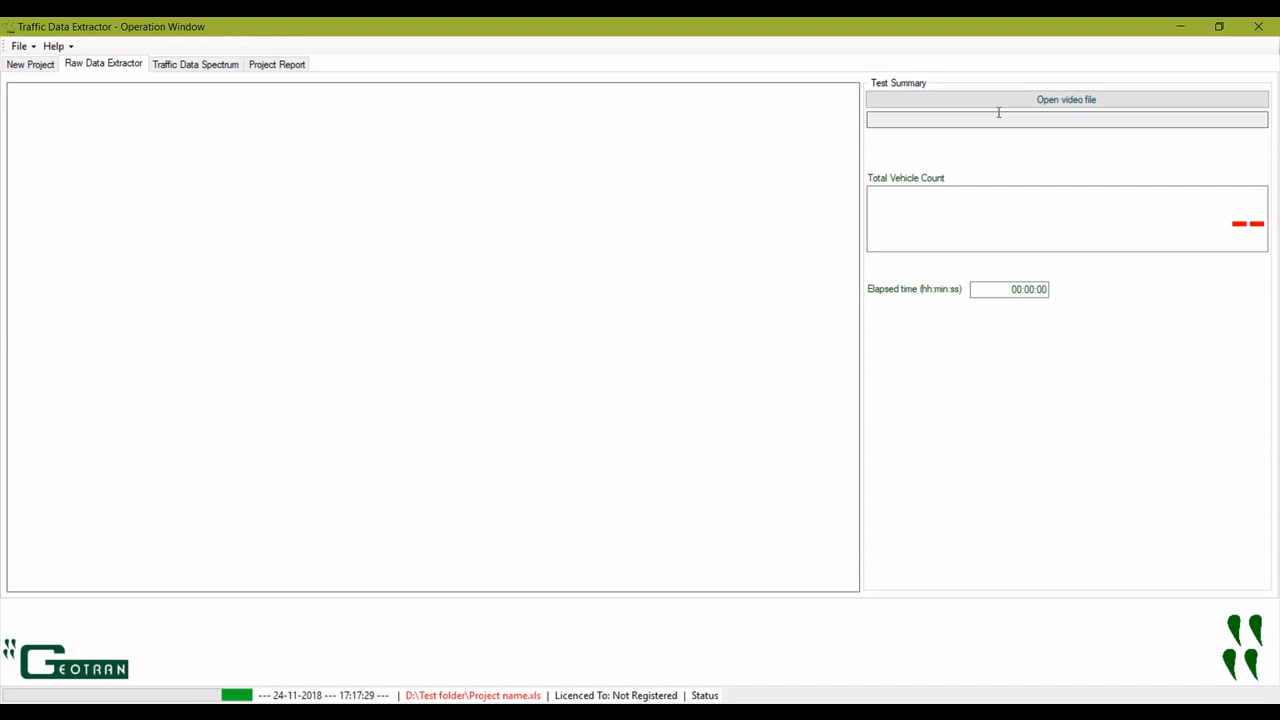 Traffic Data Extractor - Operation Window
File Help
New Project Raw Data Extractor Traffic Data Spectrum Project Report
Test Summary
Open video file
Total Vehicle Count
--
Elapsed time (hh:min:ss) 00:00:00
GEOTRAN
--- 24-11-2018 --- 17:17:29 --- | D:\Test folder\Project name.xls | Licenced To: Not Registered | Status